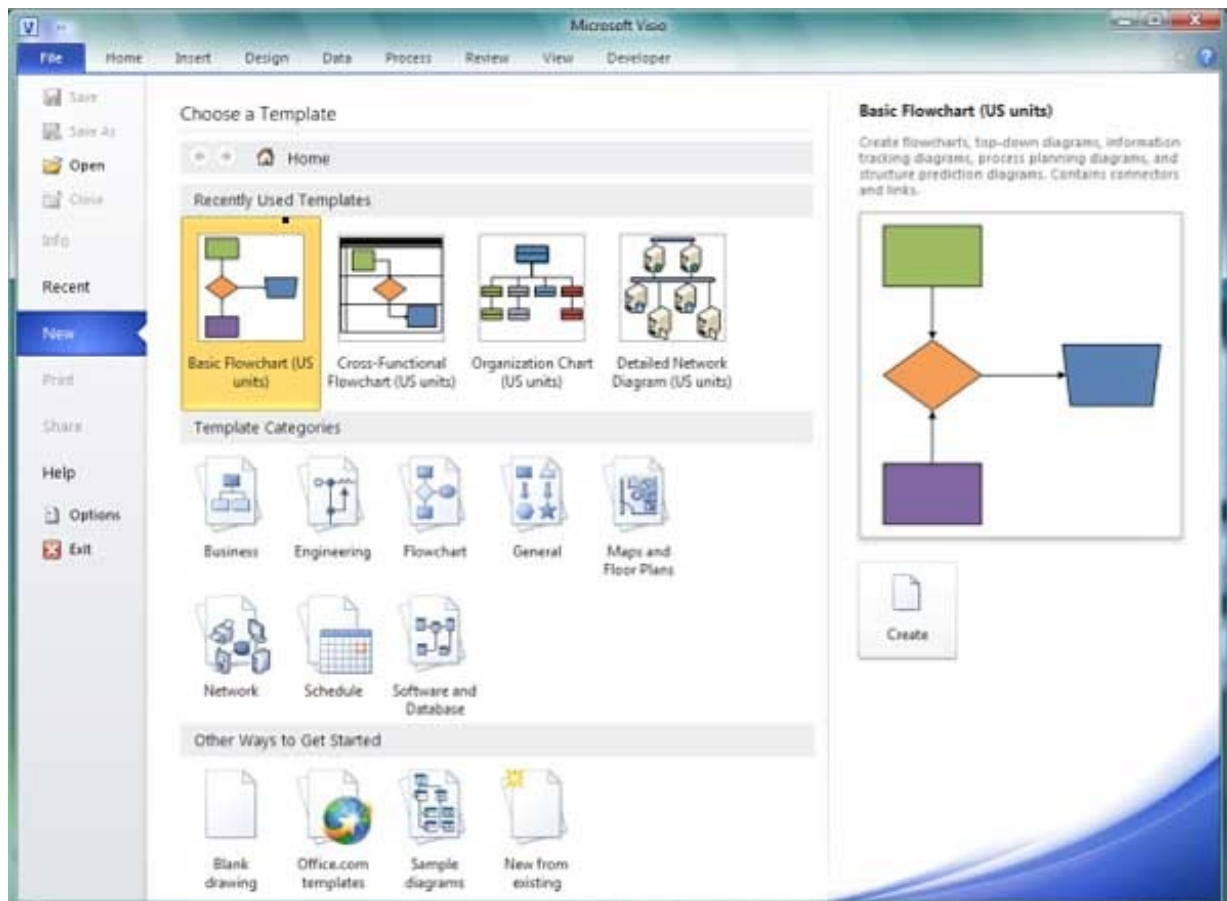 Microsoft Visio
File Home Insert Design Data Process Review View Developer
Save
Save As
Open
Close
Info
Recent
New
Print
Share
Help
Options
Exit
Choose a Template
Home
Recently Used Templates
Basic Flowchart (US
units)
Cross-Functional
Flowchart (US units)
Organization Chart
(US units)
Detailed Network
Diagram (US units)
Template Categories
Business
Engineering
Flowchart
General
Maps and
Floor Plans
Network
Schedule
Software and
Database
Other Ways to Get Started
Blank
drawing
Office.com
templates
Sample
diagrams
New from
existing
Basic Flowchart (US units)
Create flowcharts, top-down diagrams, information
tracking diagrams, process planning diagrams, and
structure prediction diagrams. Contains connectors
and links.
Create